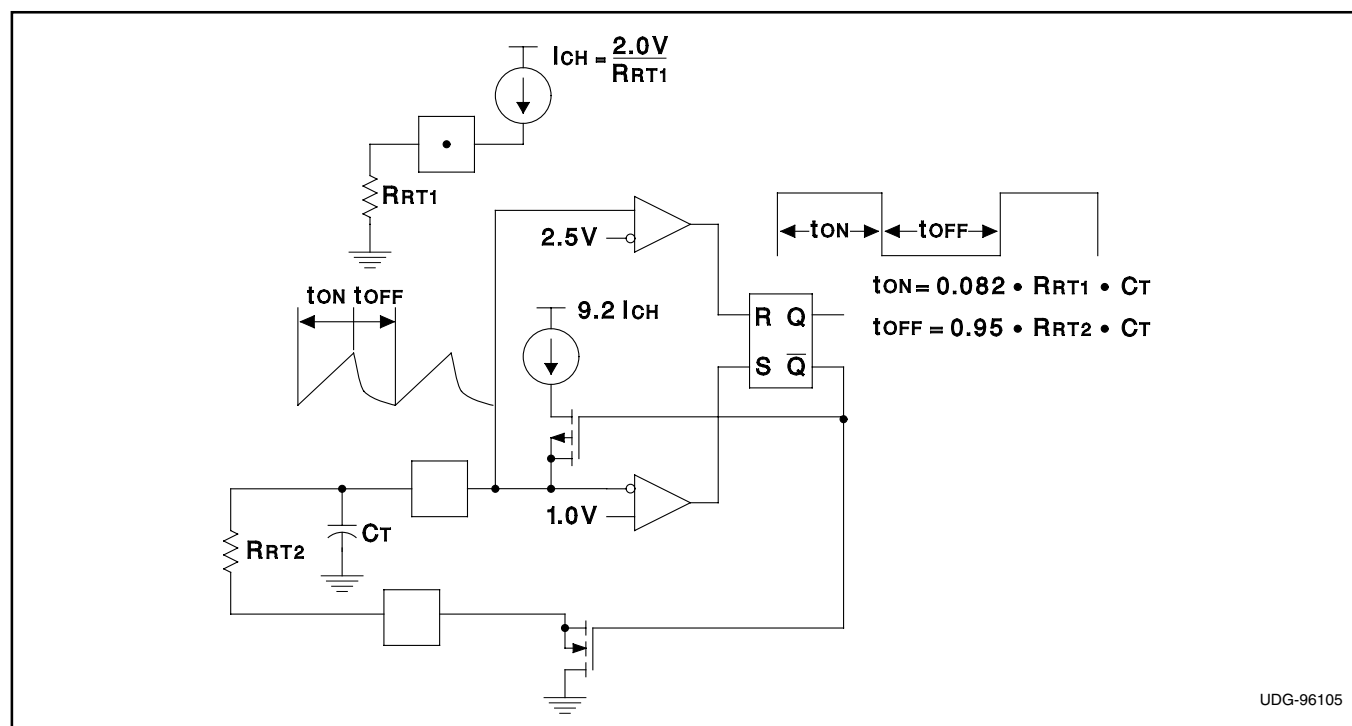 ICH = 2.0V
RRT1
RRT1
2.5V
tON
tOFF
tON = 0.082 • RRT1 • CT
tOFF = 0.95 • RRT2 • CT
tON tOFF
9.2 ICH
R Q
S Q̅
1.0V
CT
RRT2
UDG-96105